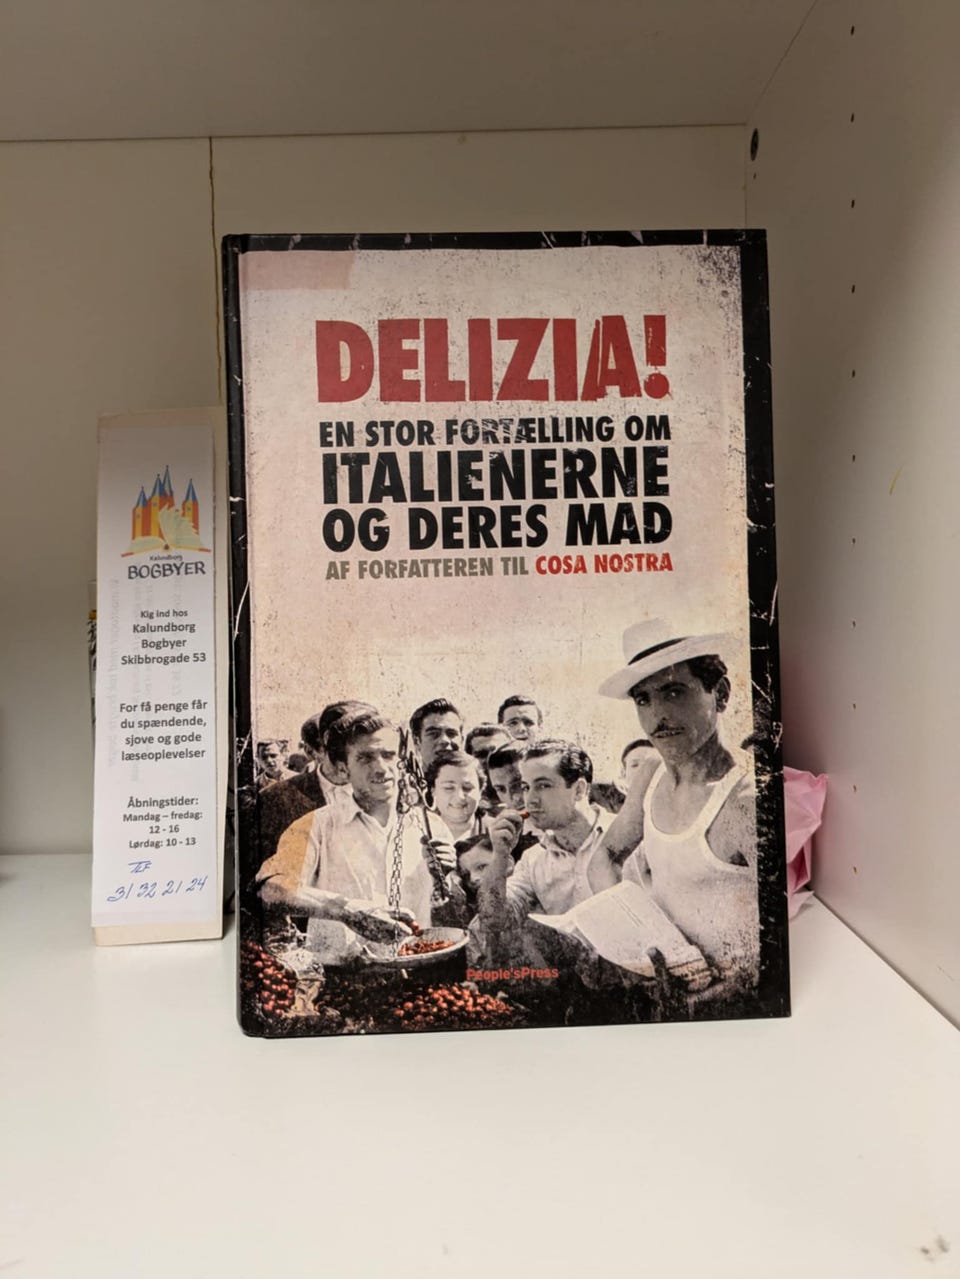 DELIZIA!
EN STOR FORTÆLLING OM
ITALIENERNE
OG DERES MAD
AF FORFATTEREN TIL COSA NOSTRA
People'sPress
Kalundborg
BOGBYER
Kig ind hos
Kalundborg
Bogbyer
Skibbrogade 53
For få penge får
du spændende,
sjove og gode
læseoplevelser
Åbningstider:
Mandag – fredag:
12 - 16
Lørdag: 10 - 13
TLF
31 32 21 24